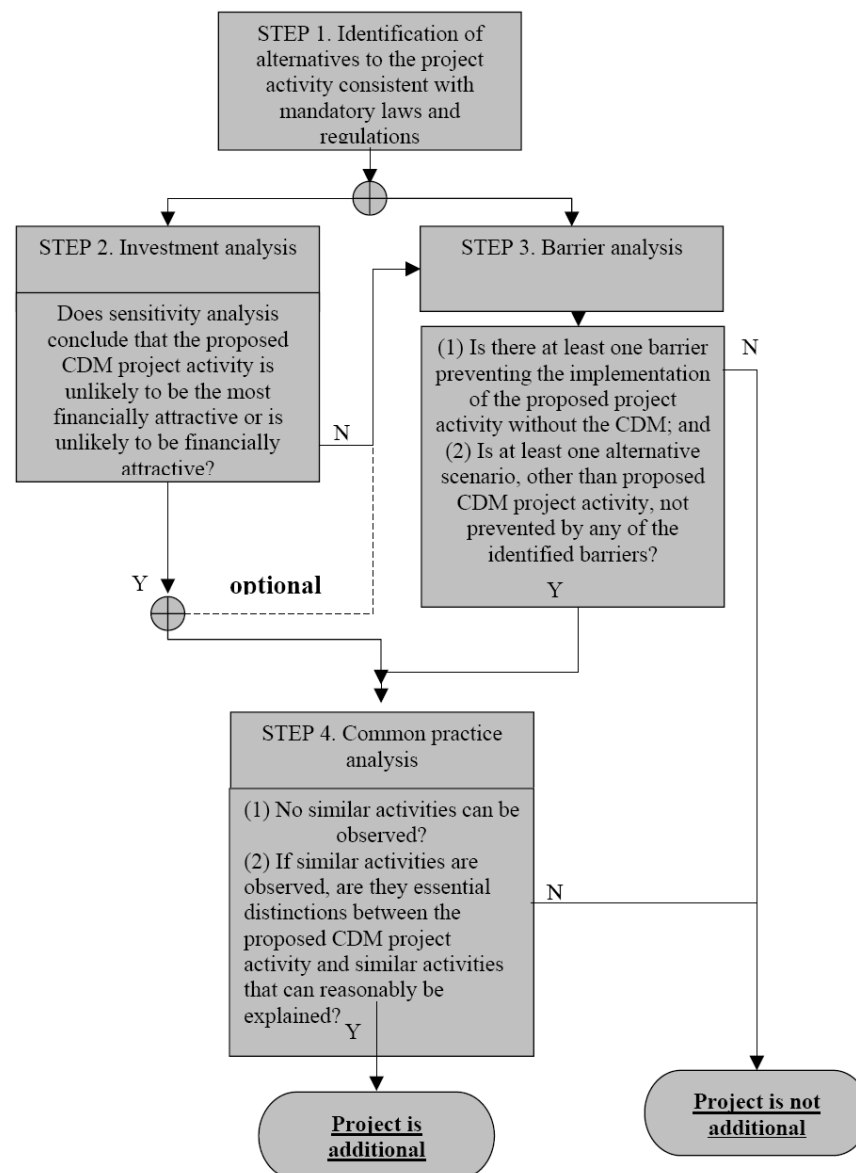 STEP 1. Identification of
alternatives to the project
activity consistent with
mandatory laws and
regulations
STEP 2. Investment analysis
Does sensitivity analysis
conclude that the proposed
CDM project activity is
unlikely to be the most
financially attractive or is
unlikely to be financially
attractive?
N
Y
optional
STEP 3. Barrier analysis
(1) Is there at least one barrier
preventing the implementation
of the proposed project
activity without the CDM; and
(2) Is at least one alternative
scenario, other than proposed
CDM project activity, not
prevented by any of the
identified barriers?
N
Y
STEP 4. Common practice
analysis
(1) No similar activities can be
observed?
(2) If similar activities are
observed, are they essential
distinctions between the
proposed CDM project
activity and similar activities
that can reasonably be
explained?
N
Y
Project is
additional
Project is not
additional